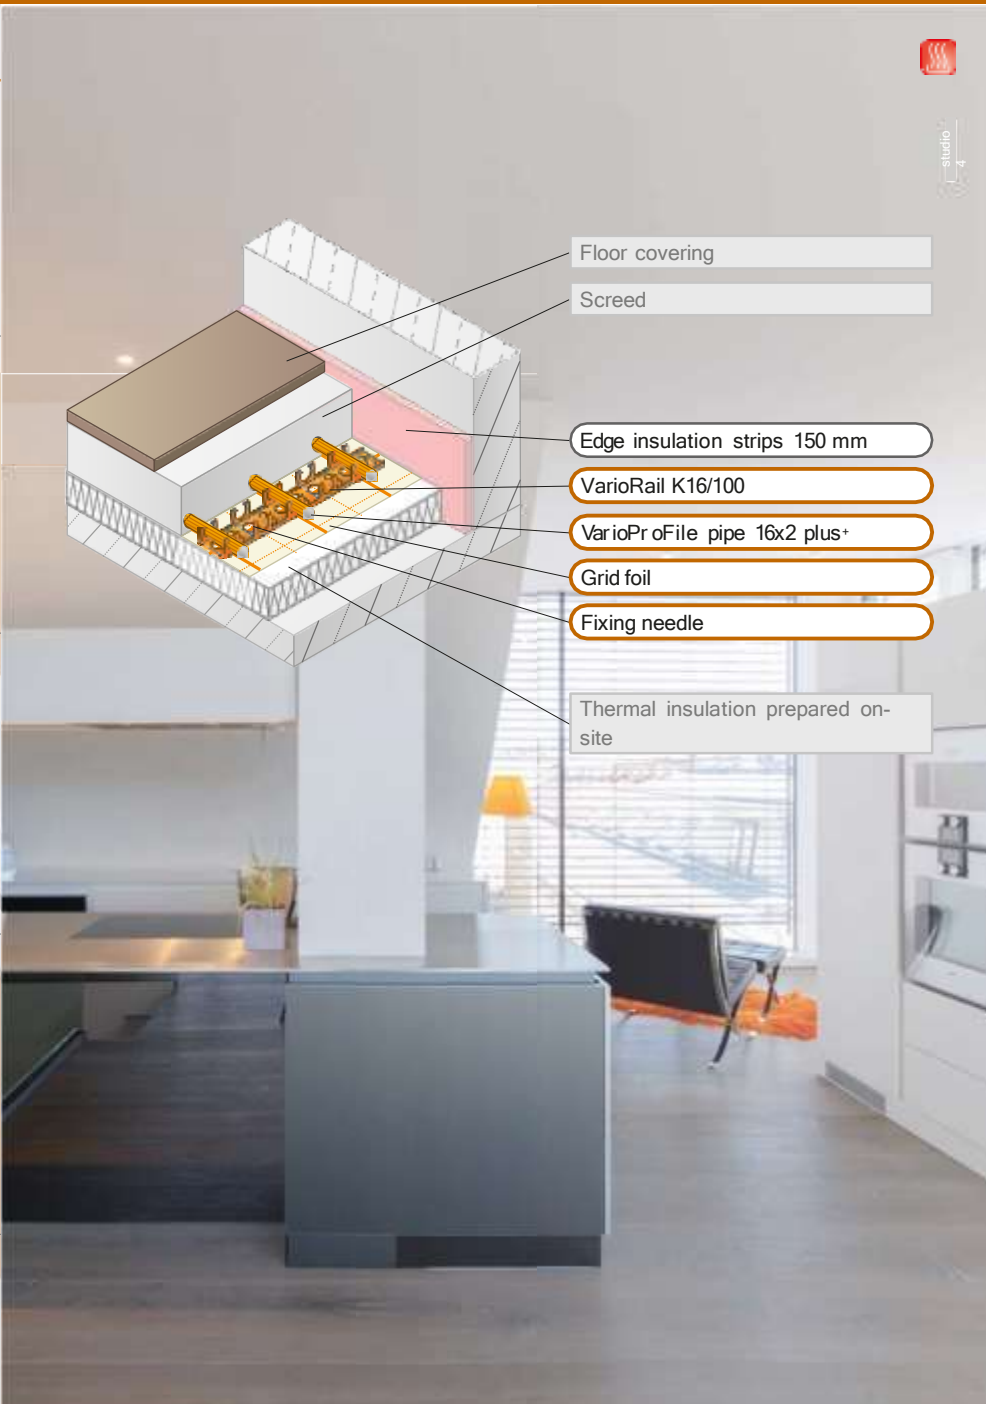 studio
4
Floor covering
Screed
Edge insulation strips 150 mm
VarioRail K16/100
VarioProFile pipe 16x2 plus+
Grid foil
Fixing needle
Thermal insulation prepared on-
site